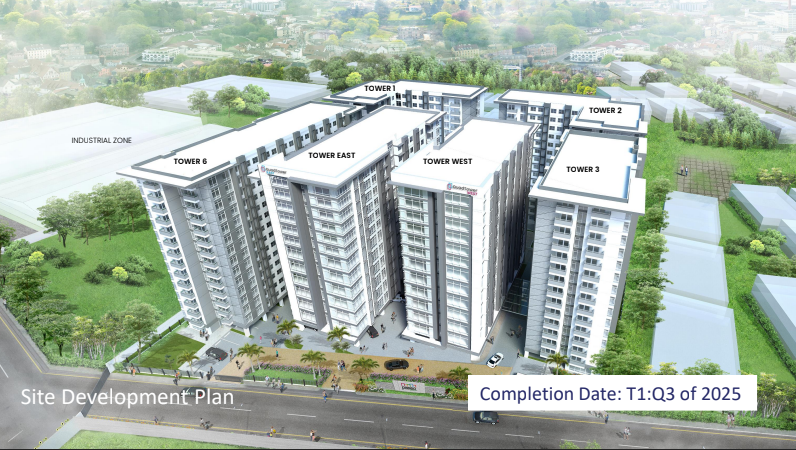 TOWER 1
TOWER 2
INDUSTRIAL ZONE
TOWER 6
TOWER EAST
TOWER WEST
TOWER 3
Site Development Plan
Completion Date: T1:Q3 of 2025